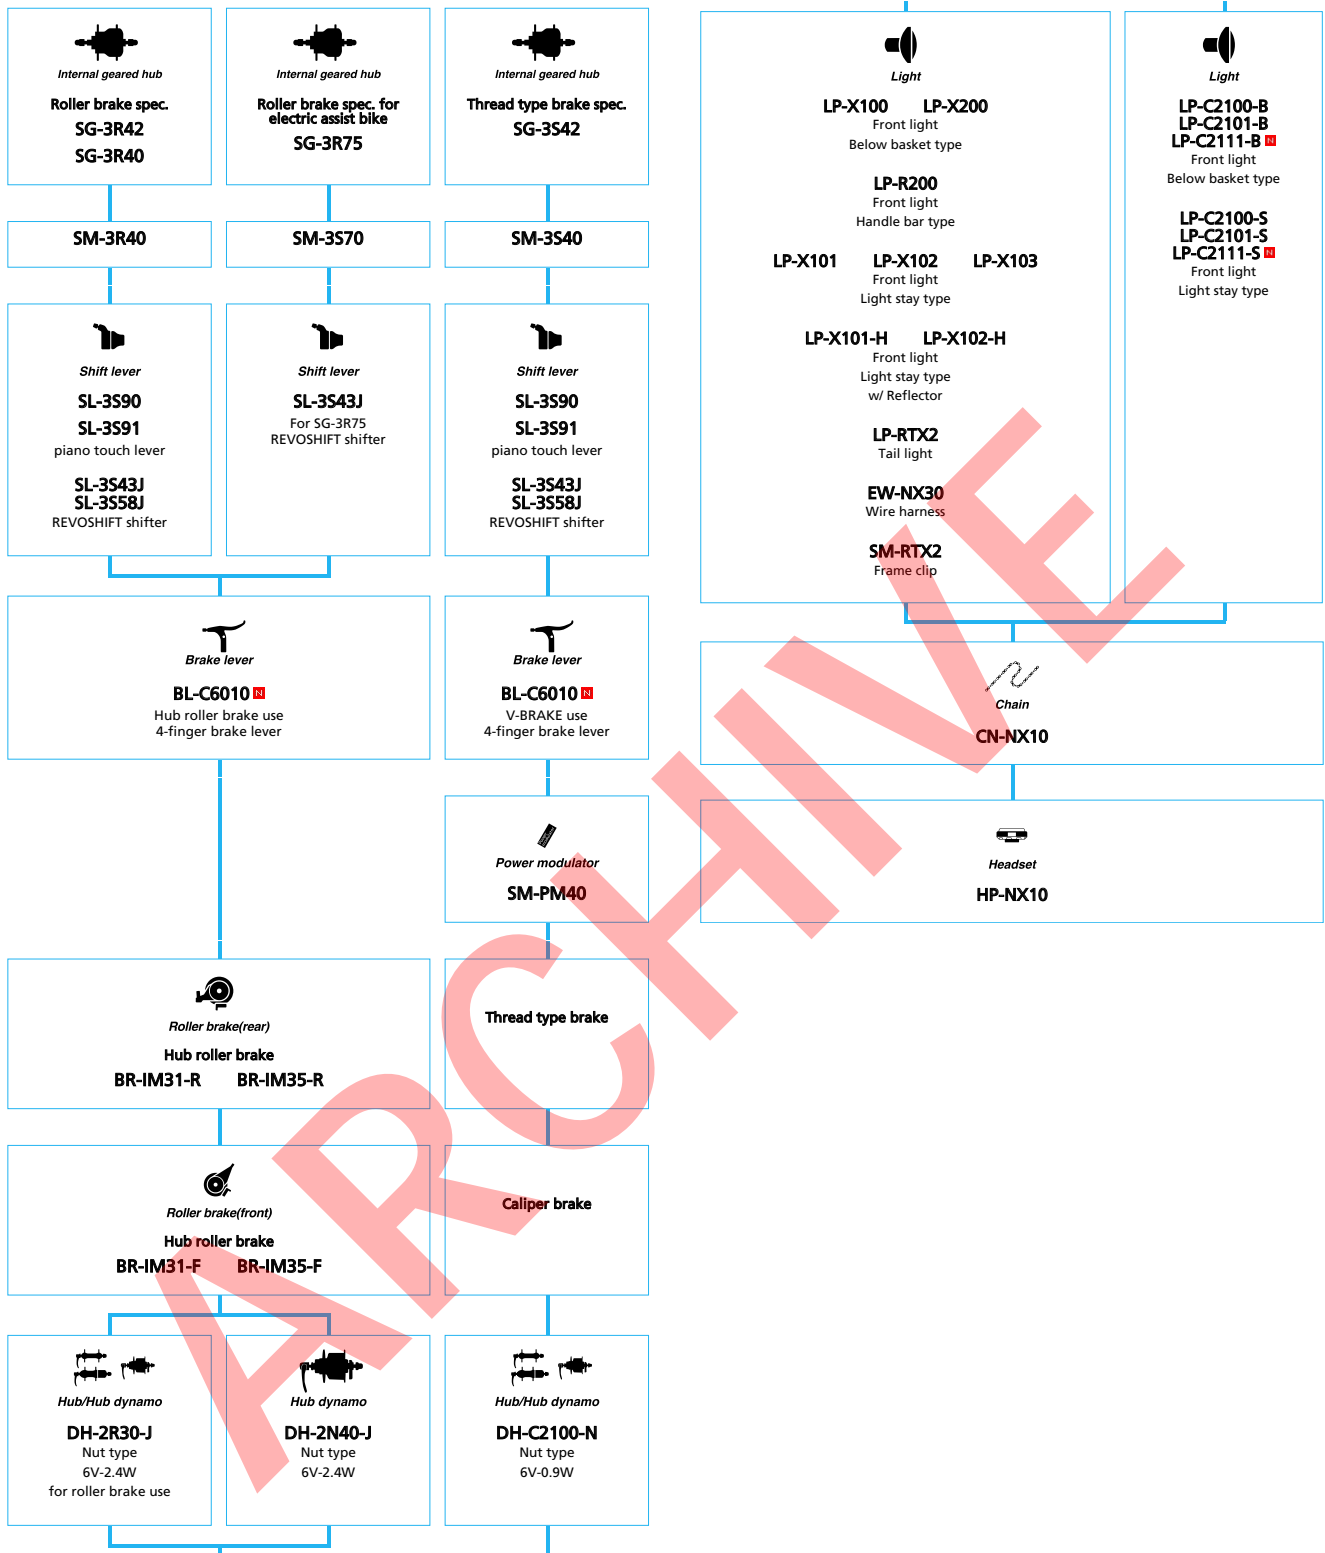 Internal geared hub
Roller brake spec.
SG-3R42
SG-3R40
Internal geared hub
Roller brake spec. for
electric assist bike
SG-3R75
Internal geared hub
Thread type brake spec.
SG-3S42
SM-3R40
SM-3S70
SM-3S40
Shift lever
SL-3S90
SL-3S91
piano touch lever
SL-3S43J
SL-3S58J
REVOSHIFT shifter
Shift lever
SL-3S43J
For SG-3R75
REVOSHIFT shifter
Shift lever
SL-3S90
SL-3S91
piano touch lever
SL-3S43J
SL-3S58J
REVOSHIFT shifter
Brake lever
BL-C6010 N
Hub roller brake use
4-finger brake lever
Brake lever
BL-C6010 N
V-BRAKE use
4-finger brake lever
Power modulator
SM-PM40
Roller brake(rear)
Hub roller brake
BR-IM31-R BR-IM35-R
Thread type brake
Roller brake(front)
Hub roller brake
BR-IM31-F BR-IM35-F
Caliper brake
Hub/Hub dynamo
DH-2R30-J
Nut type
6V-2.4W
for roller brake use
Hub dynamo
DH-2N40-J
Nut type
6V-2.4W
Hub/Hub dynamo
DH-C2100-N
Nut type
6V-0.9W
Light
LP-X100 LP-X200
Front light
Below basket type
LP-R200
Front light
Handle bar type
LP-X101 LP-X102 LP-X103
Front light
Light stay type
LP-X101-H LP-X102-H
Front light
Light stay type
w/ Reflector
LP-RTX2
Tail light
EW-NX30
Wire harness
SM-RTX2
Frame clip
Light
LP-C2100-B
LP-C2101-B
LP-C2111-B N
Front light
Below basket type
LP-C2100-S
LP-C2101-S
LP-C2111-S N
Front light
Light stay type
Chain
CN-NX10
Headset
HP-NX10
ARCHIVE